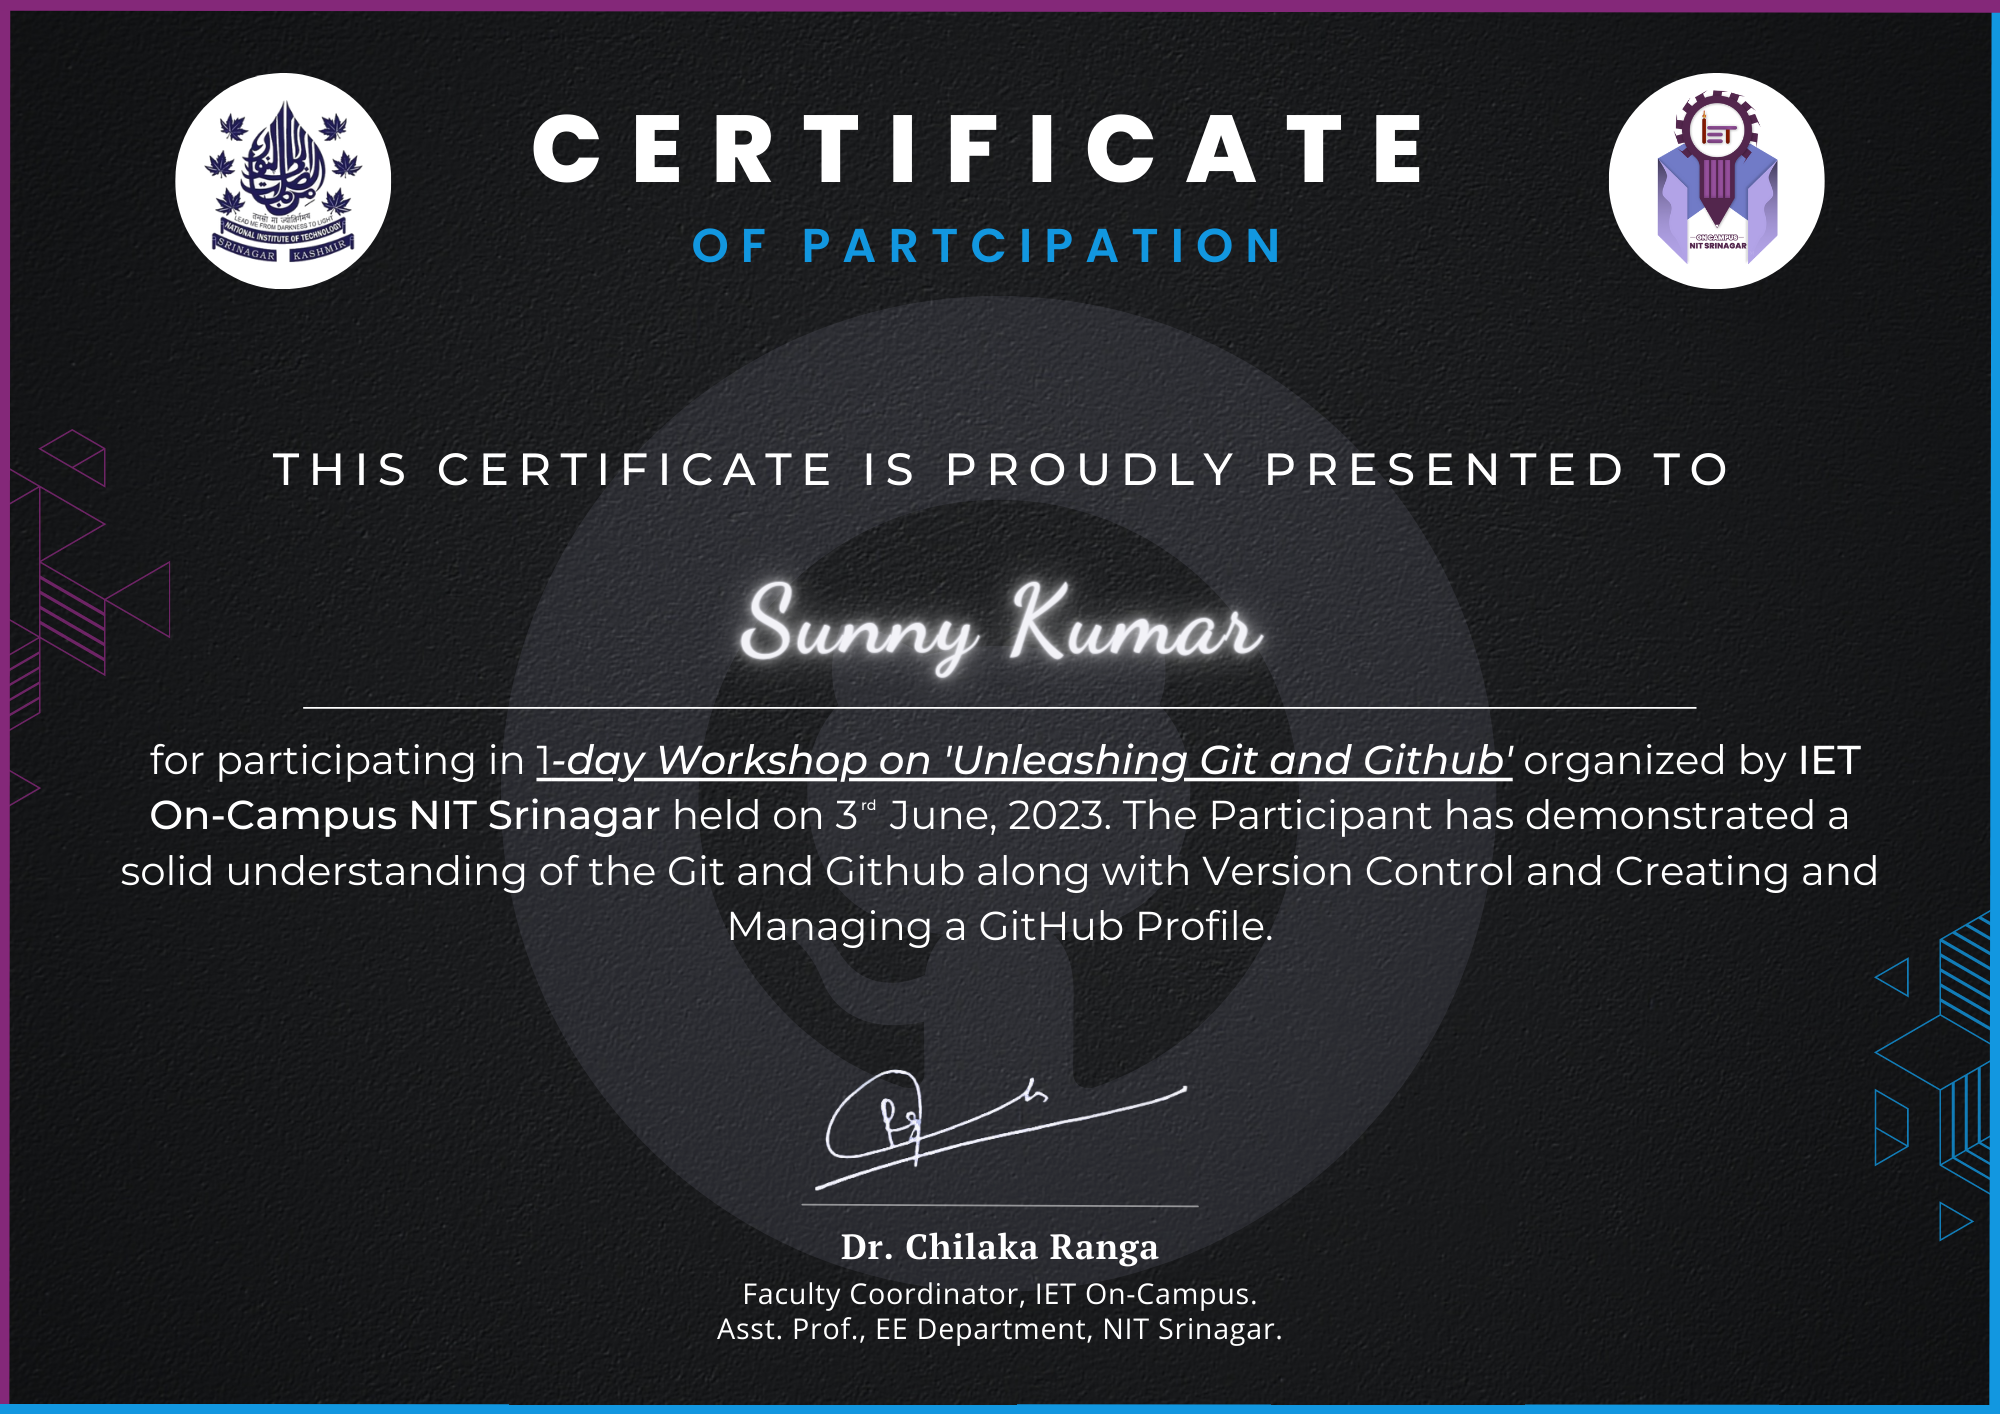 CERTIFICATE
OF PARTCIPATION
तमसो मा ज्योतिर्गमय
LEAD ME FROM DARKNESS TO LIGHT
NATIONAL INSTITUTE OF TECHNOLOGY
SRINAGAR KASHMIR
IET
ON CAMPUS
NIT SRINAGAR
THIS CERTIFICATE IS PROUDLY PRESENTED TO
Sunny Kumar
for participating in 1-day Workshop on 'Unleashing Git and Github' organized by IET
On-Campus NIT Srinagar held on 3rd June, 2023. The Participant has demonstrated a
solid understanding of the Git and Github along with Version Control and Creating and
Managing a GitHub Profile.
Dr. Chilaka Ranga
Faculty Coordinator, IET On-Campus.
Asst. Prof., EE Department, NIT Srinagar.